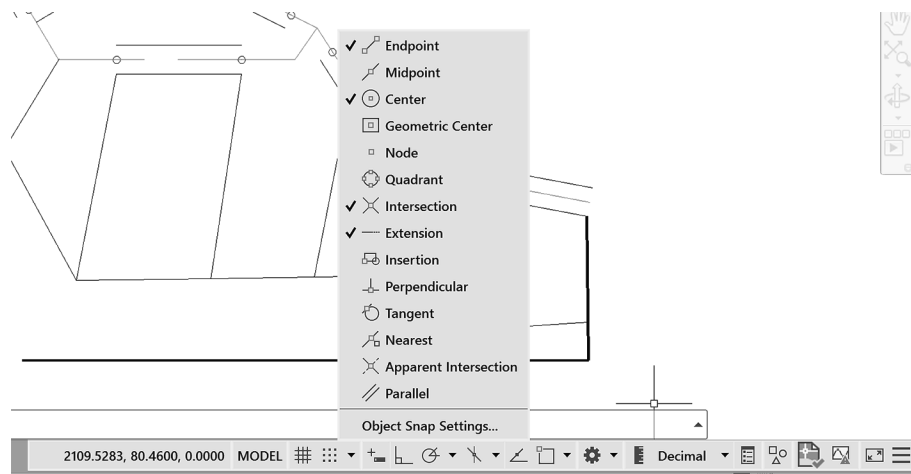 Endpoint
Midpoint
Center
Geometric Center
Node
Quadrant
Intersection
Extension
Insertion
Perpendicular
Tangent
Nearest
Apparent Intersection
Parallel
Object Snap Settings...
2109.5283, 80.4600, 0.0000 MODEL Decimal